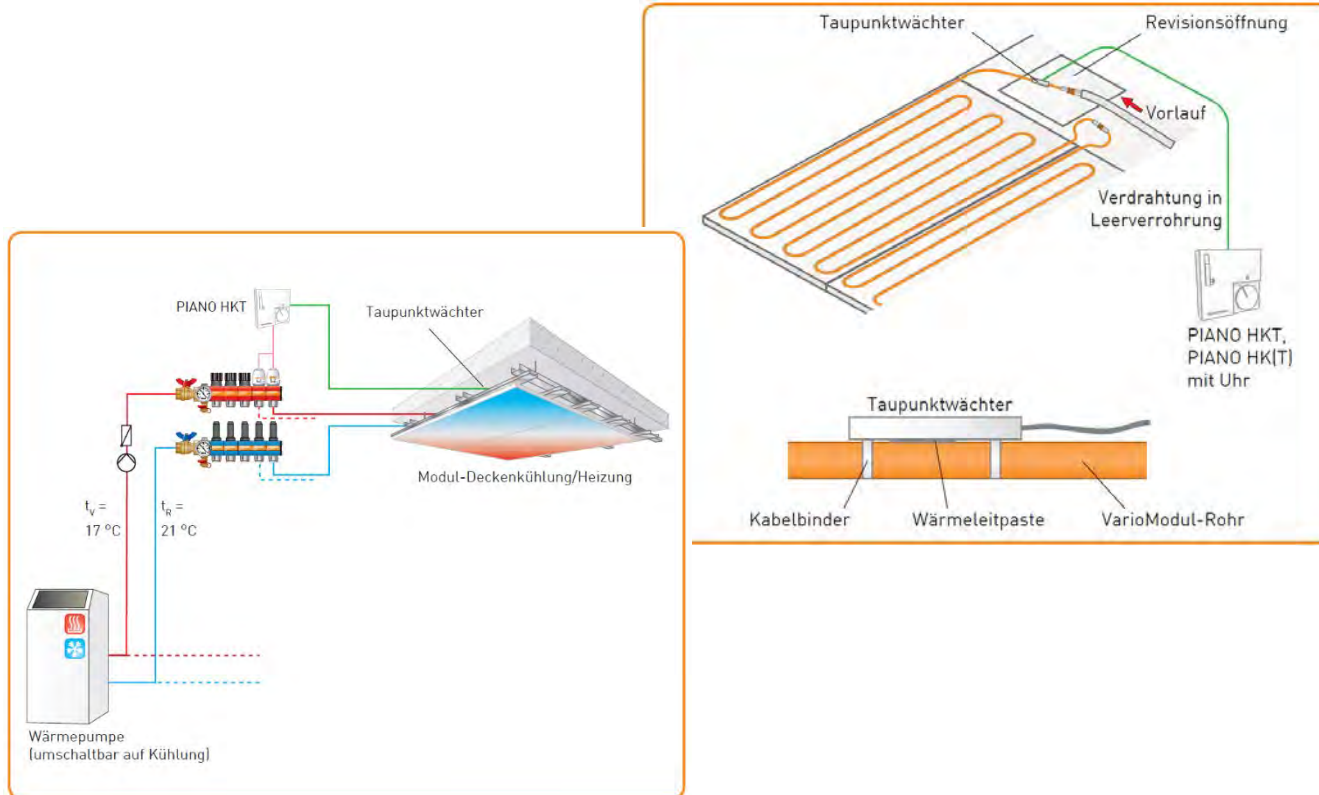 Taupunktwächter
Revisionsöffnung
Vorlauf
Verdrahtung in
Leerverrohrung
PIANO HKT,
PIANO HK(T)
mit Uhr
Taupunktwächter
Kabelbinder
Wärmeleitpaste
VarioModul-Rohr
PIANO HKT
Taupunktwächter
Modul-Deckenkühlung/Heizung
tV =
17 °C
tR =
21 °C
Wärmepumpe
(umschaltbar auf Kühlung)